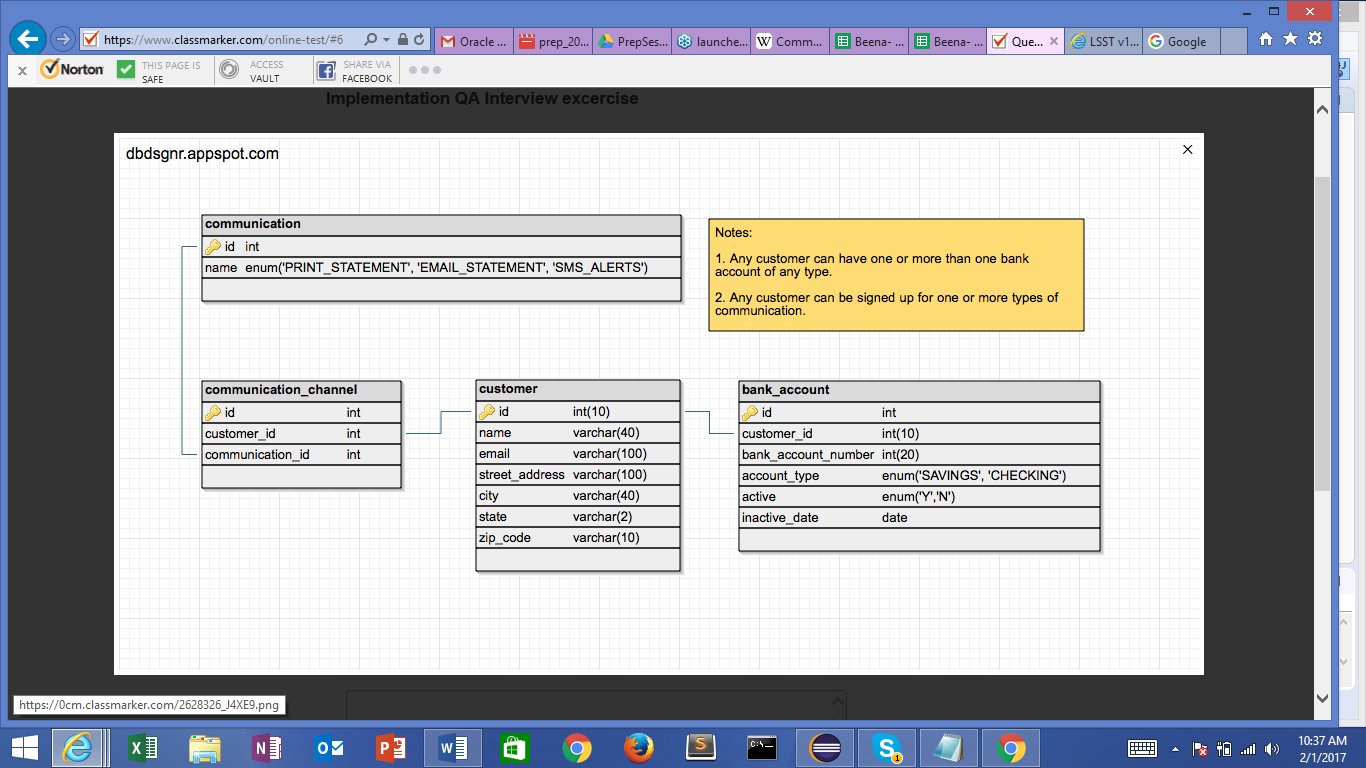 https://www.classmarker.com/online-test/#6
Oracle ...
prep_20...
PrepSes...
launche...
Comm...
Beena- ...
Beena- ...
Que...
LSST v1...
Google
x
Norton
THIS PAGE IS
SAFE
ACCESS
VAULT
SHARE VIA
FACEBOOK
Implementation QA Interview excercise
dbdsgnr.appspot.com
communication
id int
name enum('PRINT_STATEMENT', 'EMAIL_STATEMENT', 'SMS_ALERTS')
Notes:
1. Any customer can have one or more than one bank
account of any type.
2. Any customer can be signed up for one or more types of
communication.
communication_channel
id int
customer_id int
communication_id int
customer
id int(10)
name varchar(40)
email varchar(100)
street_address varchar(100)
city varchar(40)
state varchar(2)
zip_code varchar(10)
bank_account
id int
customer_id int(10)
bank_account_number int(20)
account_type enum('SAVINGS', 'CHECKING')
active enum('Y','N')
inactive_date date
https://0cm.classmarker.com/2628326_J4XE9.png
10:37 AM
2/1/2017